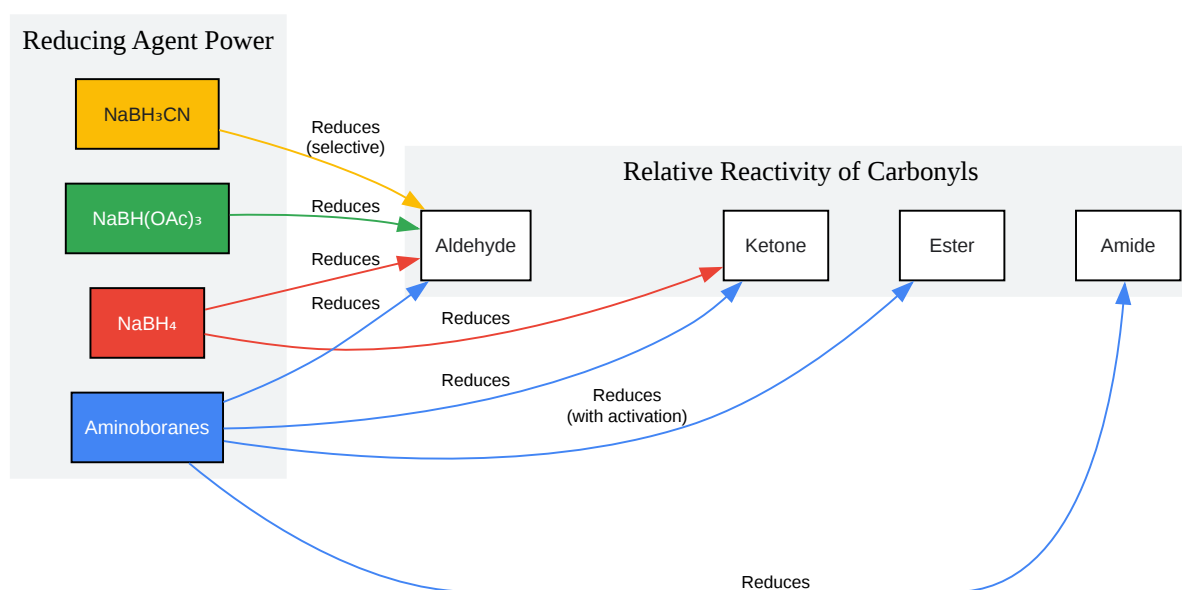 Reducing Agent Power
NaBH₃CN
NaBH(OAc)₃
NaBH₄
Aminoboranes
Reduces
(selective)
Reduces
Reduces
Reduces
Reduces
Reduces
Reduces
(with activation)
Reduces
Relative Reactivity of Carbonyls
Aldehyde
Ketone
Ester
Amide